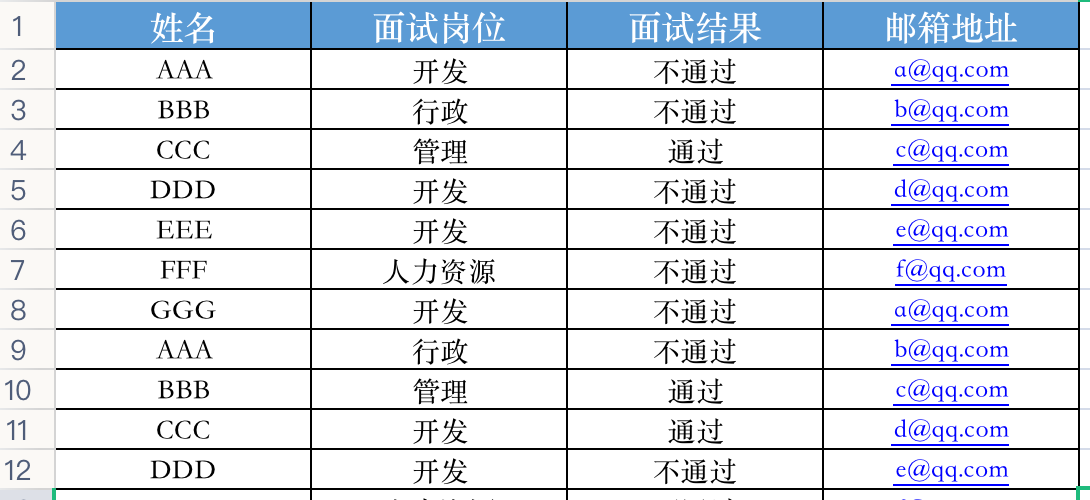 1 姓名 面试岗位 面试结果 邮箱地址
2 AAA 开发 不通过 a@qq.com
3 BBB 行政 不通过 b@qq.com
4 CCC 管理 通过 c@qq.com
5 DDD 开发 不通过 d@qq.com
6 EEE 开发 不通过 e@qq.com
7 FFF 人力资源 不通过 f@qq.com
8 GGG 开发 不通过 a@qq.com
9 AAA 行政 不通过 b@qq.com
10 BBB 管理 通过 c@qq.com
11 CCC 开发 通过 d@qq.com
12 DDD 开发 不通过 e@qq.com